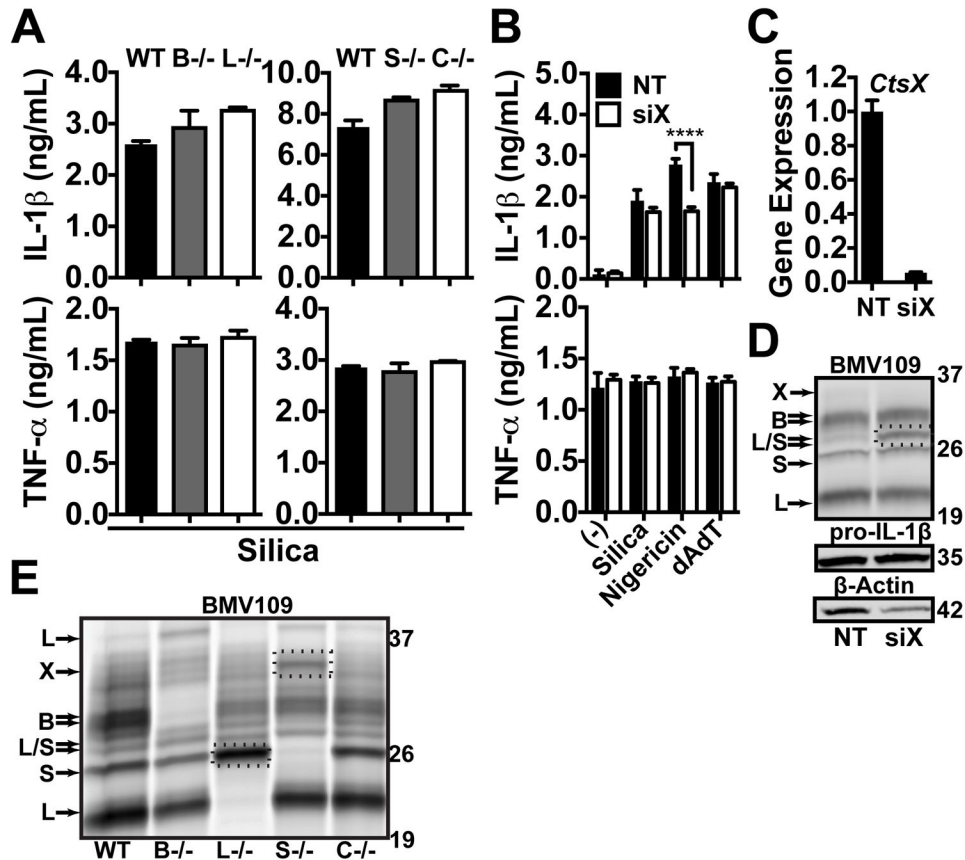 A
WT B-/- L-/-
WT S-/- C-/-
IL-1β (ng/mL)
4.0
3.0
2.0
1.0
0.0
10.0
8.0
6.0
4.0
2.0
0.0
TNF-α (ng/mL)
2.0
1.5
1.0
0.5
0.0
4.0
3.0
2.0
1.0
0.0
Silica
B
NT
siX
****
IL-1β (ng/mL)
5.0
4.0
3.0
2.0
1.0
0.0
TNF-α (ng/mL)
2.0
1.5
1.0
0.5
0.0
(-)
Silica
Nigericin
dAdT
C
CtsX
Gene Expression
1.2
1.0
0.8
0.6
0.4
0.2
0.0
NT siX
D
BMV109
X
B
L/S
S
L
37
26
19
pro-IL-1β
35
β-Actin
42
NT siX
E
BMV109
L
X
B
L/S
S
L
37
26
19
WT B-/- L-/- S-/- C-/-